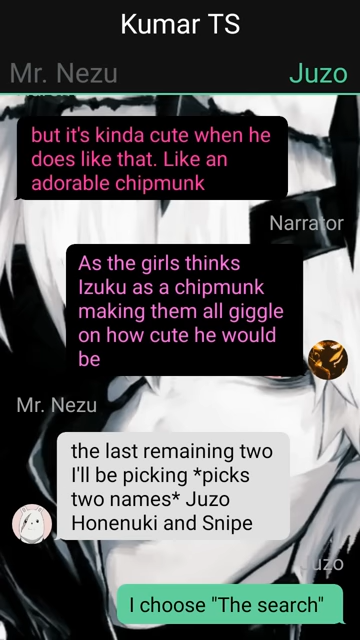 Kumar TS
Mr. Nezu
Juzo
but it's kinda cute when he
does like that. Like an
adorable chipmunk
Narrator
As the girls thinks
Izuku as a chipmunk
making them all giggle
on how cute he would
be
Mr. Nezu
the last remaining two
I'll be picking *picks
two names* Juzo
Honenuki and Snipe
Juzo
I choose "The search"